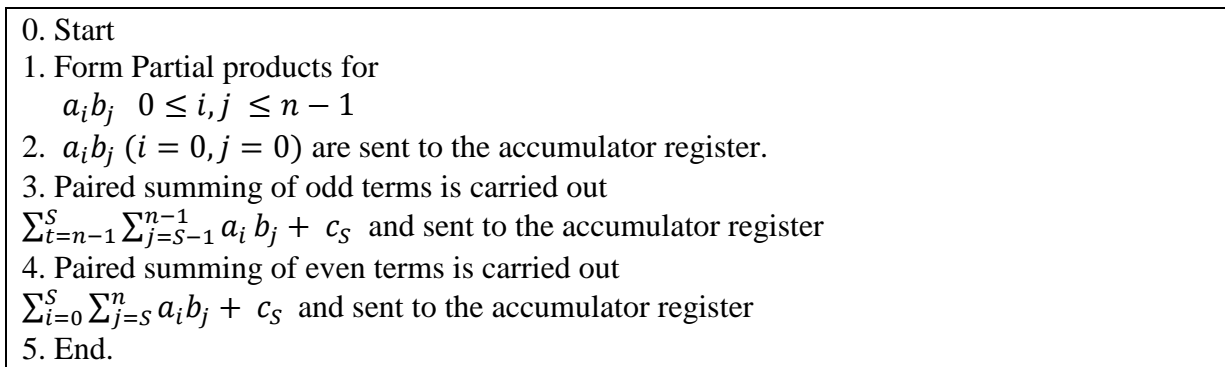 0. Start
1. Form Partial products for
a_i b_j 0 ≤ i, j ≤ n − 1
2. a_i b_j (i = 0, j = 0) are sent to the accumulator register.
3. Paired summing of odd terms is carried out
∑_{t=n−1}^{S} ∑_{j=S−1}^{n−1} a_i b_j + c_S and sent to the accumulator register
4. Paired summing of even terms is carried out
∑_{i=0}^{S} ∑_{j=S}^{n} a_i b_j + c_S and sent to the accumulator register
5. End.